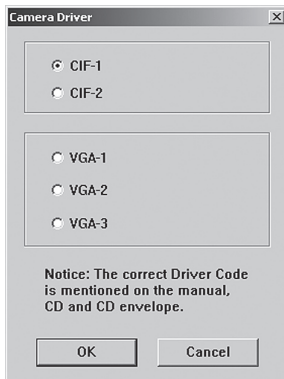 Camera Driver
CIF-1
CIF-2
VGA-1
VGA-2
VGA-3
Notice: The correct Driver Code
is mentioned on the manual,
CD and CD envelope.
OK
Cancel